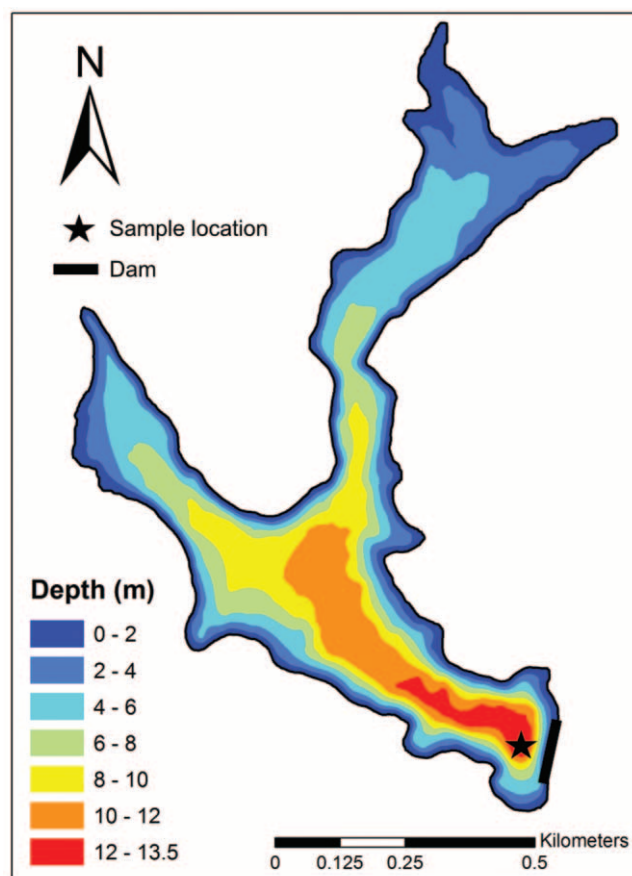 N
Sample location
Dam
Depth (m)
0 - 2
2 - 4
4 - 6
6 - 8
8 - 10
10 - 12
12 - 13.5
Kilometers
0 0.125 0.25 0.5